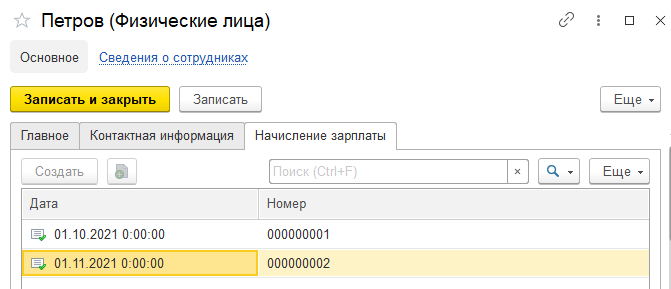 Петров (Физические лица)
Основное Сведения о сотрудниках
Записать и закрыть Записать Еще
Главное Контактная информация Начисление зарплаты
Создать Поиск (Ctrl+F) × Еще
Дата Номер
01.10.2021 0:00:00 000000001
01.11.2021 0:00:00 000000002